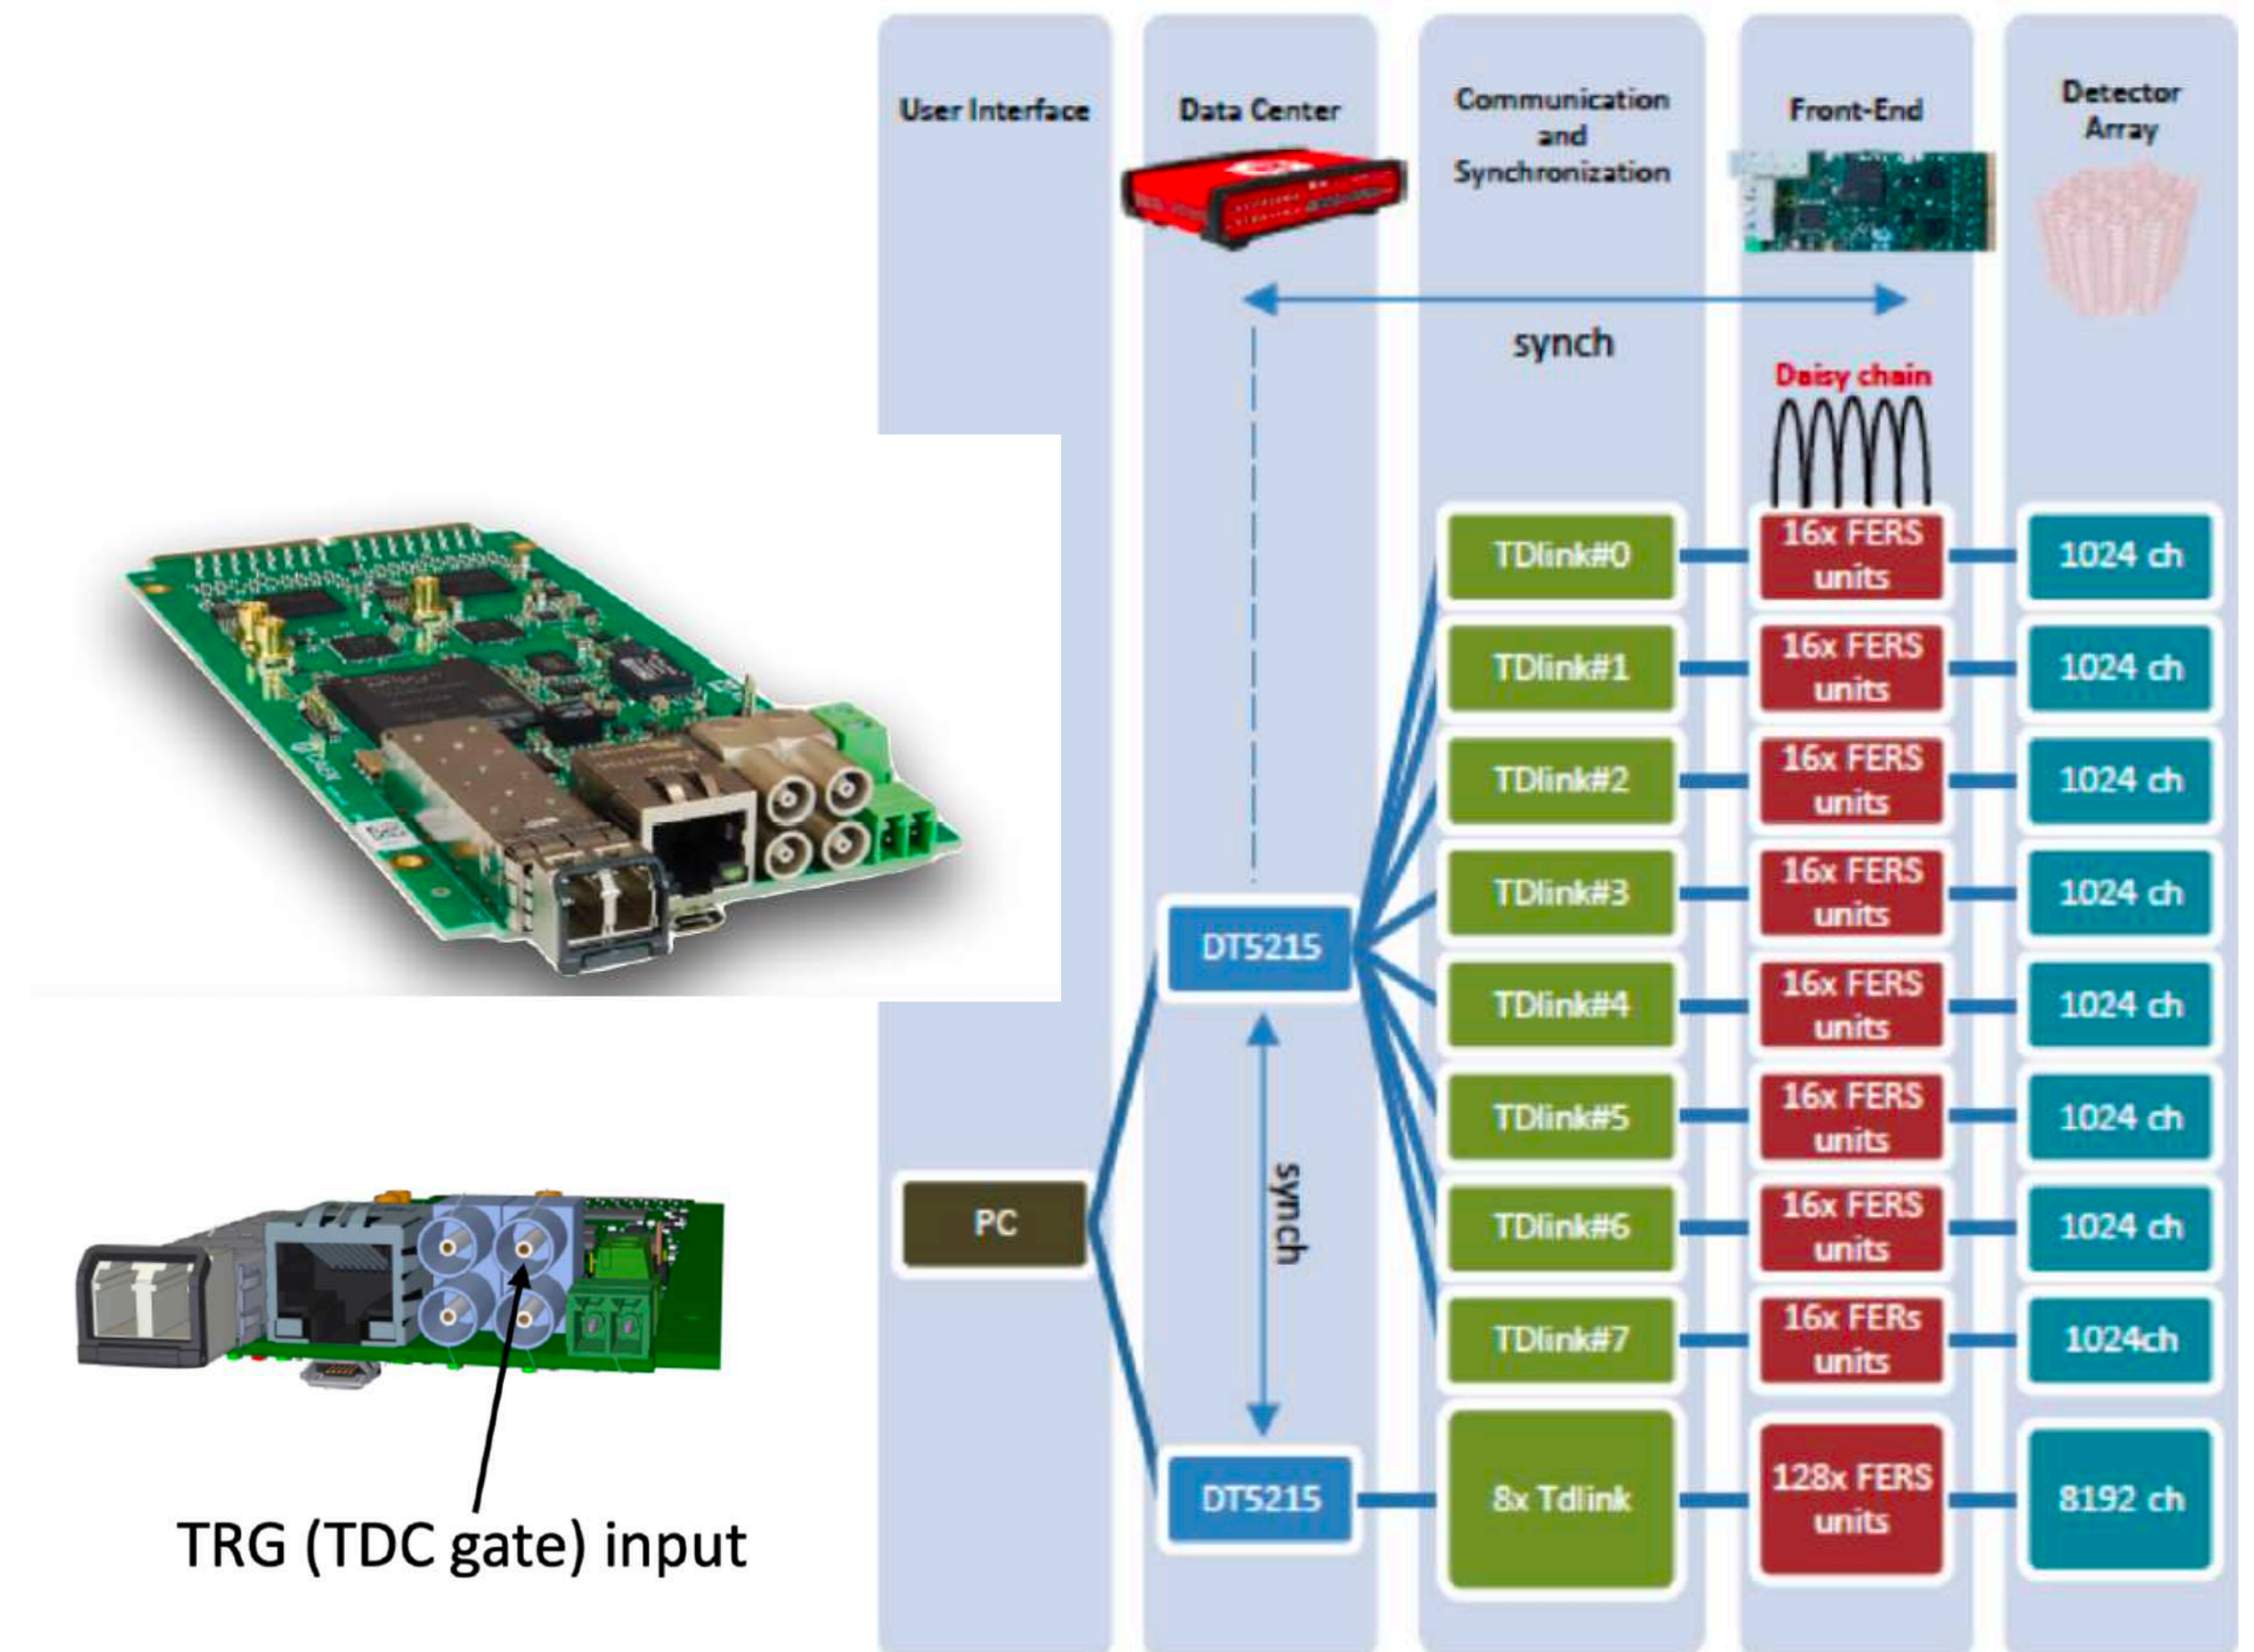 User Interface
Data Center
Communication
and
Synchronization
Front-End
Detector
Array
synch
Daisy chain
TDlink#0
16x FERS
units
1024 ch
TDlink#1
16x FERS
units
1024 ch
TDlink#2
16x FERS
units
1024 ch
TDlink#3
16x FERS
units
1024 ch
DT5215
TDlink#4
16x FERS
units
1024 ch
TDlink#5
16x FERS
units
1024 ch
PC
synch
TDlink#6
16x FERS
units
1024 ch
TDlink#7
16x FERs
units
1024ch
DT5215
8x Tdlink
128x FERS
units
8192 ch
CAEN
TRG (TDC gate) input